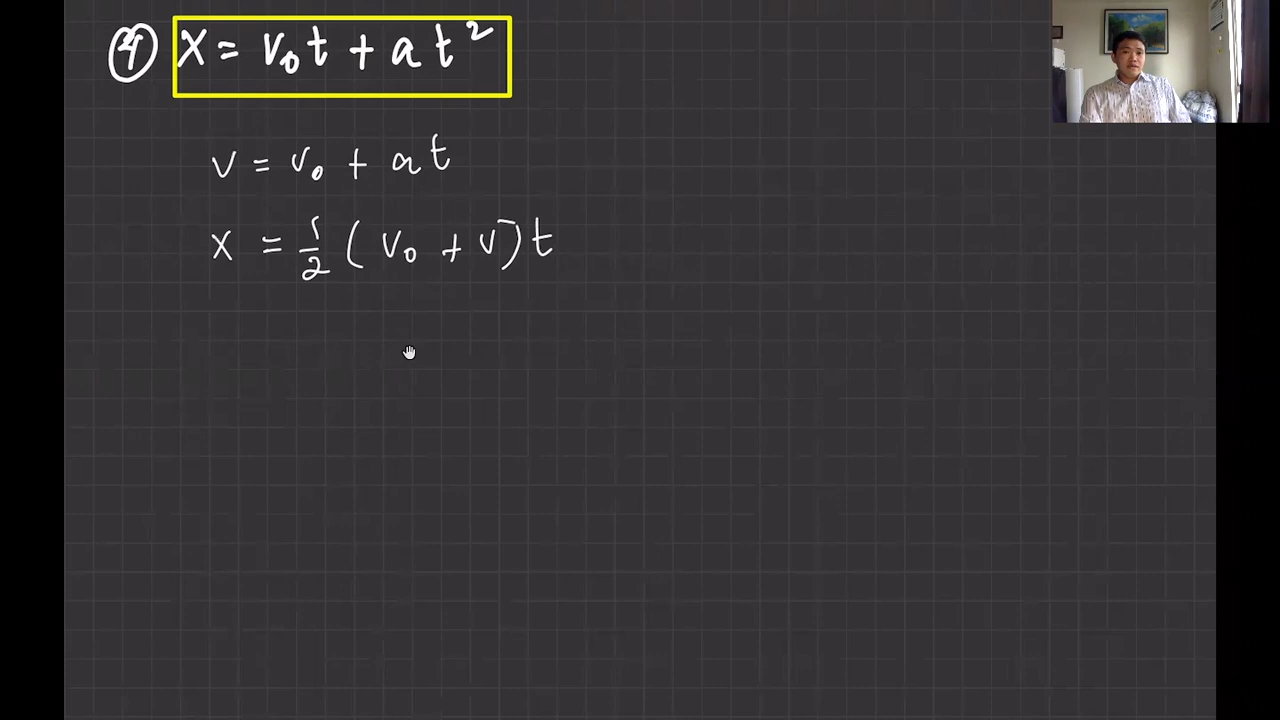 ④ x = v₀t + at²
v = v₀ + at
x = 1/2 (v₀ + v)t